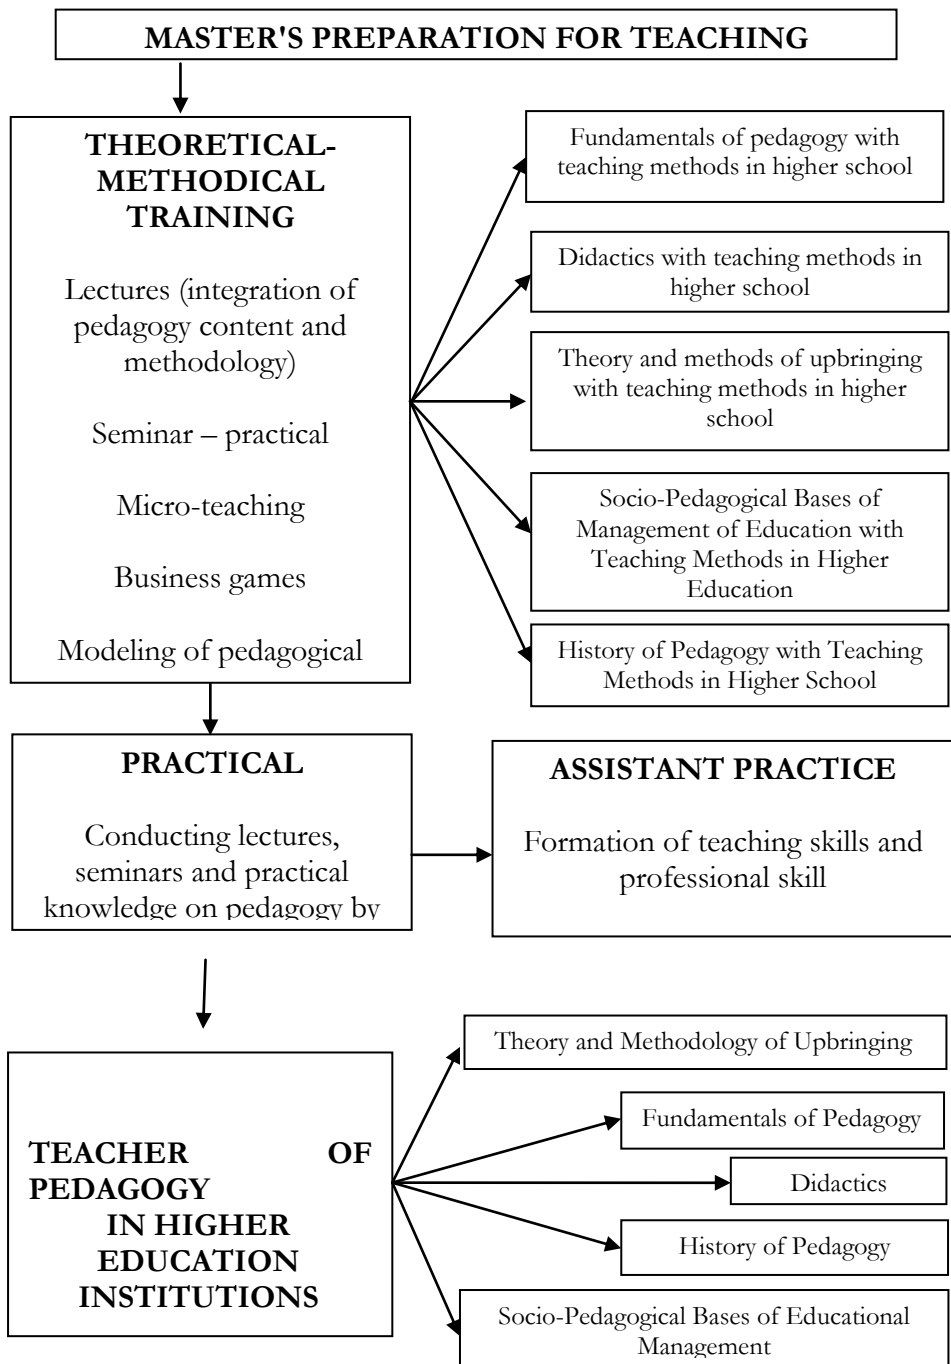 MASTER'S PREPARATION FOR TEACHING
THEORETICAL-
METHODICAL
TRAINING
Lectures (integration of
pedagogy content and
methodology)
Seminar – practical
Micro-teaching
Business games
Modeling of pedagogical
Fundamentals of pedagogy with
teaching methods in higher school
Didactics with teaching methods in
higher school
Theory and methods of upbringing
with teaching methods in higher
school
Socio-Pedagogical Bases of
Management of Education with
Teaching Methods in Higher
Education
History of Pedagogy with Teaching
Methods in Higher School
PRACTICAL
Conducting lectures,
seminars and practical
knowledge on pedagogy by
ASSISTANT PRACTICE
Formation of teaching skills and
professional skill
TEACHER OF
PEDAGOGY
IN HIGHER
EDUCATION
INSTITUTIONS
Theory and Methodology of Upbringing
Fundamentals of Pedagogy
Didactics
History of Pedagogy
Socio-Pedagogical Bases of Educational
Management